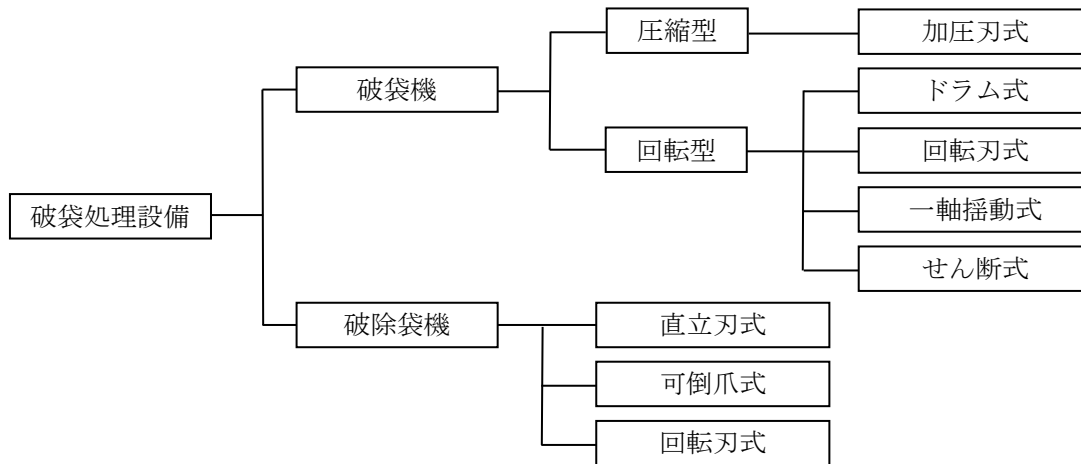 破袋処理設備
破袋機
圧縮型
加圧刃式
回転型
ドラム式
回転刃式
一軸揺動式
せん断式
破除袋機
直立刃式
可倒爪式
回転刃式